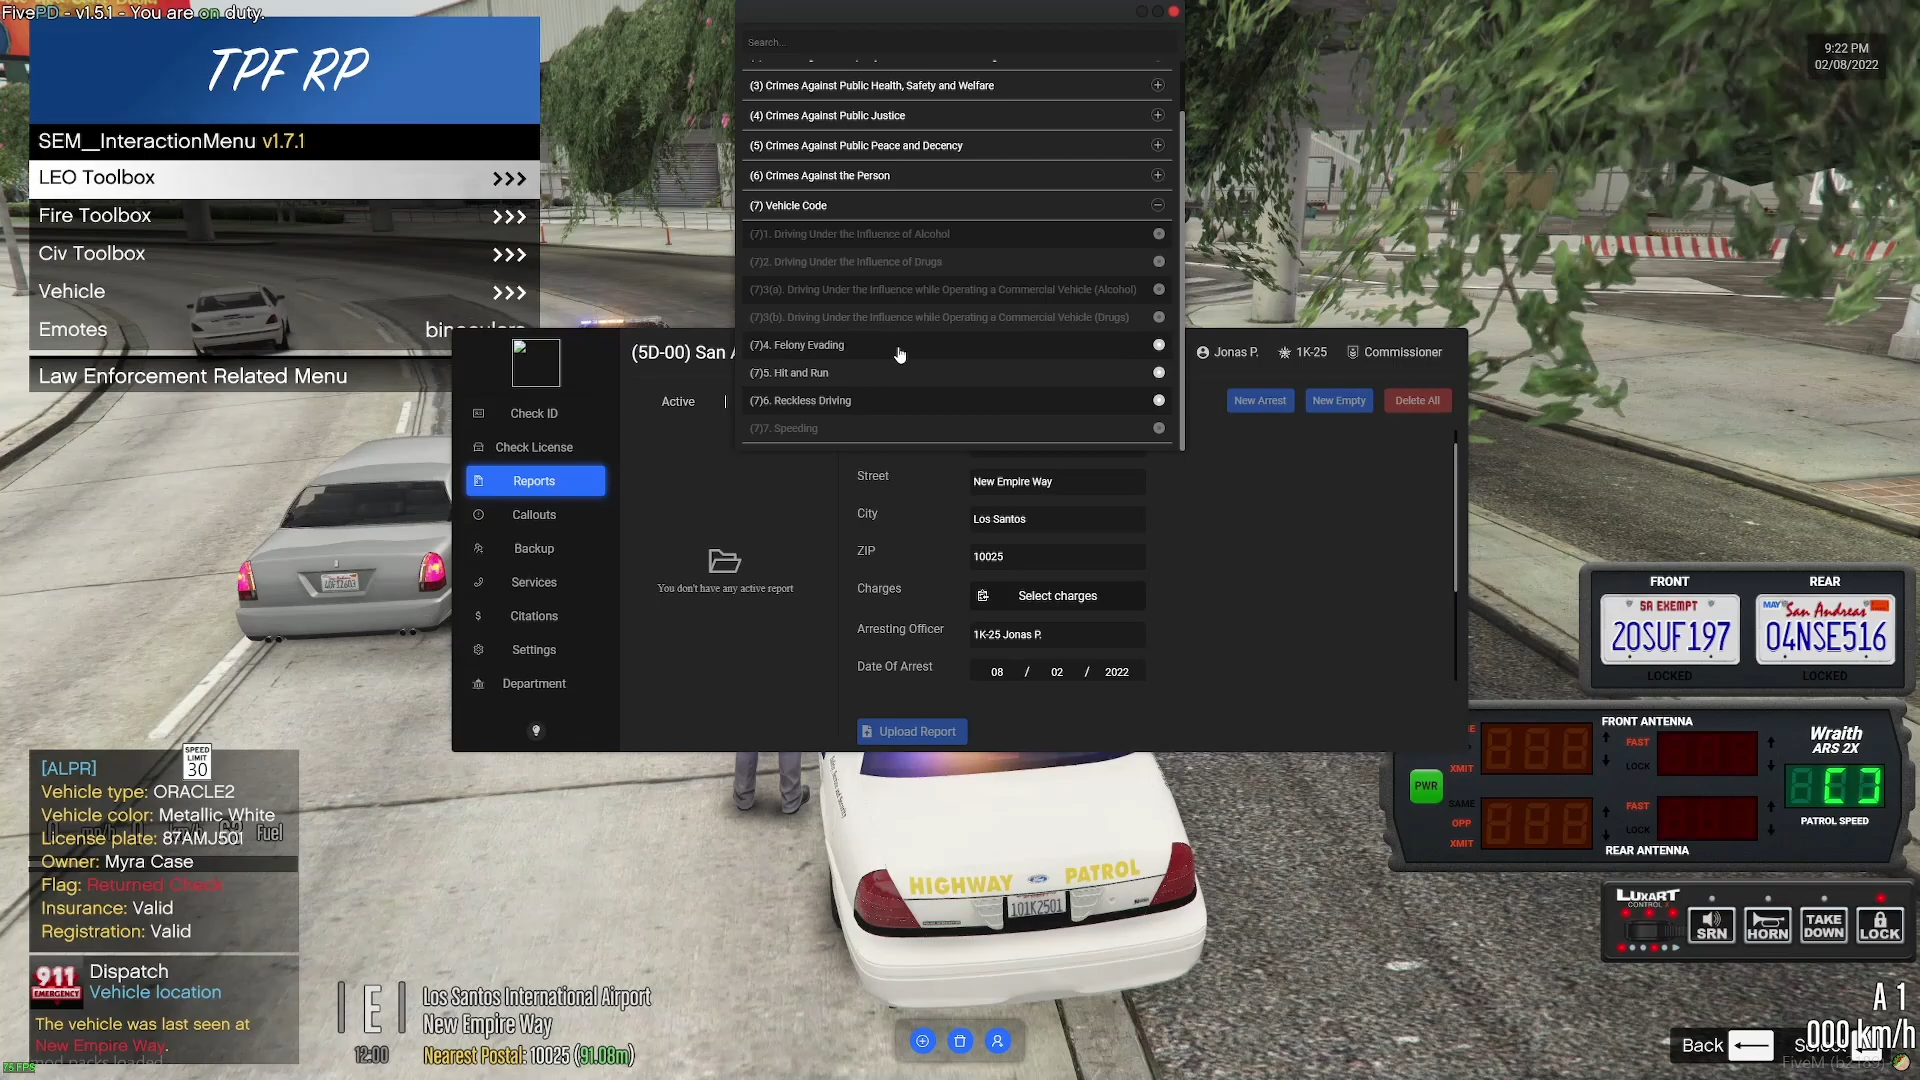 FivePD - v1.5.1 - You are on duty.
TPF RP
SEM_InteractionMenu v1.7.1
LEO Toolbox >>>
Fire Toolbox >>>
Civ Toolbox >>>
Vehicle >>>
Emotes
Law Enforcement Related Menu
Search...
(3) Crimes Against Public Health, Safety and Welfare
(4) Crimes Against Public Justice
(5) Crimes Against Public Peace and Decency
(6) Crimes Against the Person
(7) Vehicle Code
(7)1. Driving Under the Influence of Alcohol
(7)2. Driving Under the Influence of Drugs
(7)3(a). Driving Under the Influence while Operating a Commercial Vehicle (Alcohol)
(7)3(b). Driving Under the Influence while Operating a Commercial Vehicle (Drugs)
(7)4. Felony Evading
(7)5. Hit and Run
(7)6. Reckless Driving
(7)7. Speeding
9:22 PM
02/08/2022
(5D-00) San A
Jonas P.
1K-25
Commissioner
Active
New Arrest
New Empty
Delete All
Check ID
Check License
Reports
Callouts
Backup
Services
Citations
Settings
Department
You don't have any active report
Street
New Empire Way
City
Los Santos
ZIP
10025
Charges
Select charges
Arresting Officer
1K-25 Jonas P.
Date Of Arrest
08 / 02 / 2022
Upload Report
FRONT
REAR
SA EXEMPT
20SUF197
MAY San Andreas
04NSE516
LOCKED
LOCKED
FRONT ANTENNA
XMIT
FAST
LOCK
Wraith
ARS 2X
PWR
SAME
OPP
XMIT
FAST
LOCK
PATROL SPEED
REAR ANTENNA
LUXART
CONTROL
SRN
HORN
TAKE DOWN
LOCK
SPEED
LIMIT
30
[ALPR]
Vehicle type: ORACLE2
Vehicle color: Metallic White
License plate: 87AMJ501
Fuel
Owner: Myra Case
Flag: Returned Check
Insurance: Valid
Registration: Valid
911
EMERGENCY
Dispatch
Vehicle location
The vehicle was last seen at
New Empire Way.
mod packs loaded
75 FPS
E
12:00
Los Santos International Airport
New Empire Way
Nearest Postal: 10025 (91.08m)
HIGHWAY PATROL
101K2501
A 1
000 km/h
Back